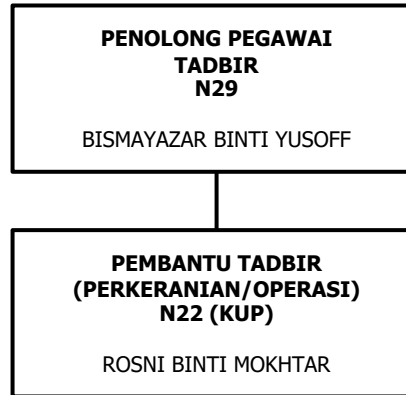 PENOLONG PEGAWAI
TADBIR
N29
BISMAYAZAR BINTI YUSOFF
PEMBANTU TADBIR
(PERKERANIAN/OPERASI)
N22 (KUP)
ROSNI BINTI MOKHTAR